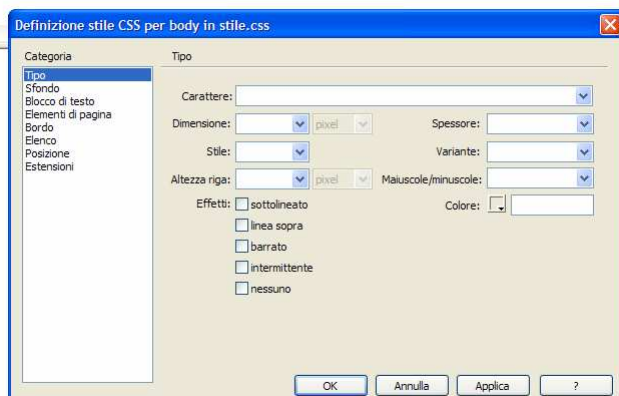 Definizione stile CSS per body in stile.css
Categoria
Tipo
Sfondo
Blocco di testo
Elementi di pagina
Bordo
Elenco
Posizione
Estensioni
Tipo
Carattere:
Dimensione: pixel Spessore:
Stile: Variante:
Altezza riga: pixel Maiuscole/minuscole:
Effetti: sottolineato Colore:
linea sopra
barrato
intermittente
nessuno
OK Annulla Applica ?